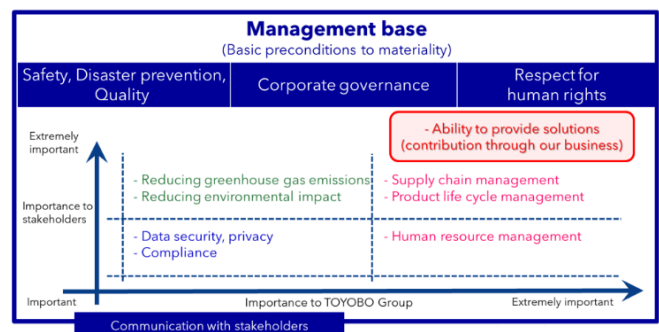 Management base
(Basic preconditions to materiality)
Safety, Disaster prevention,
Quality
Corporate governance
Respect for
human rights
- Ability to provide solutions
(contribution through our business)
Extremely
important
- Reducing greenhouse gas emissions
- Reducing environmental impact
- Supply chain management
- Product life cycle management
Importance to
stakeholders
- Data security, privacy
- Compliance
- Human resource management
Important
Importance to TOYOBO Group
Extremely important
Communication with stakeholders